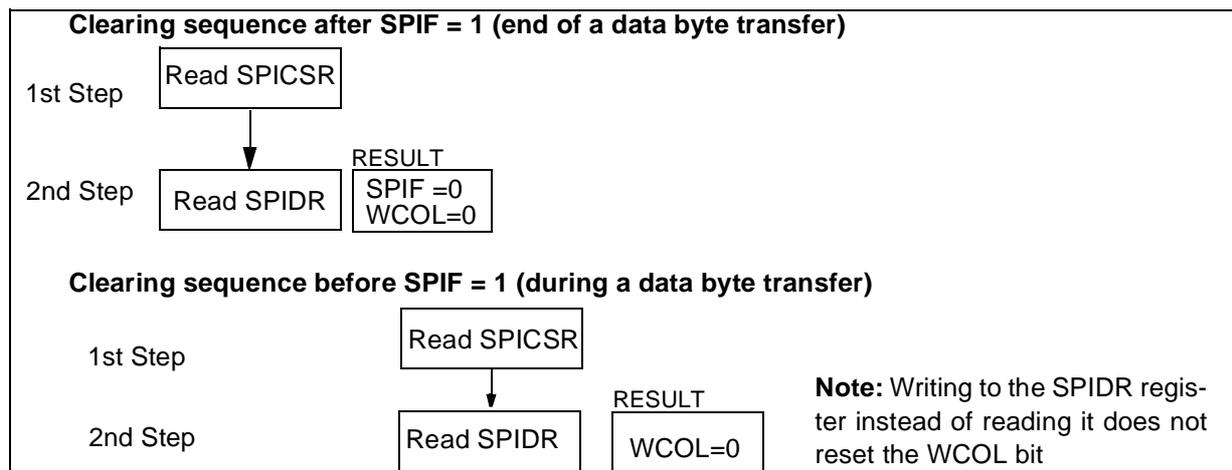 Clearing sequence after SPIF = 1 (end of a data byte transfer)
1st Step
Read SPICSR
2nd Step
Read SPIDR
RESULT
SPIF =0
WCOL=0
Clearing sequence before SPIF = 1 (during a data byte transfer)
1st Step
Read SPICSR
2nd Step
Read SPIDR
RESULT
WCOL=0
Note: Writing to the SPIDR regis-
ter instead of reading it does not
reset the WCOL bit